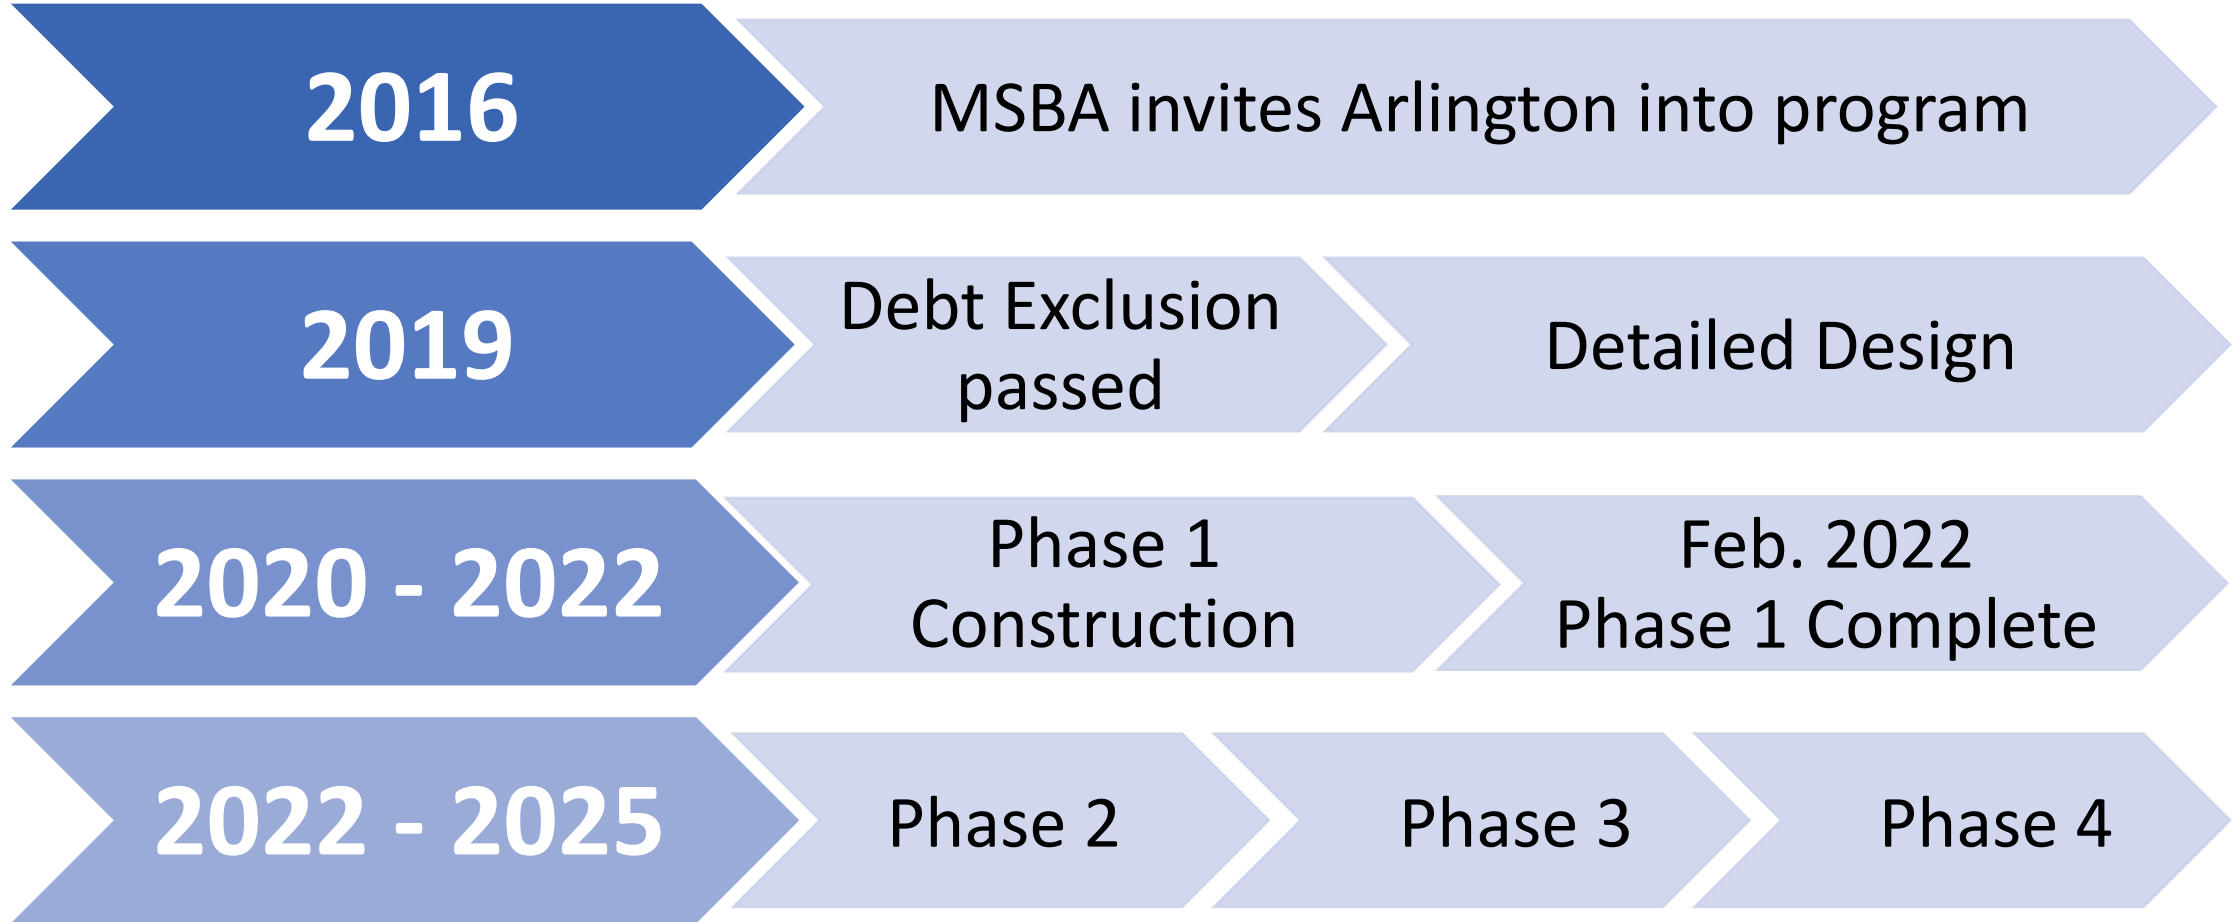 2016
MSBA invites Arlington into program
2019
Debt Exclusion
passed
Detailed Design
2020 - 2022
Phase 1
Construction
Feb. 2022
Phase 1 Complete
2022 - 2025
Phase 2
Phase 3
Phase 4